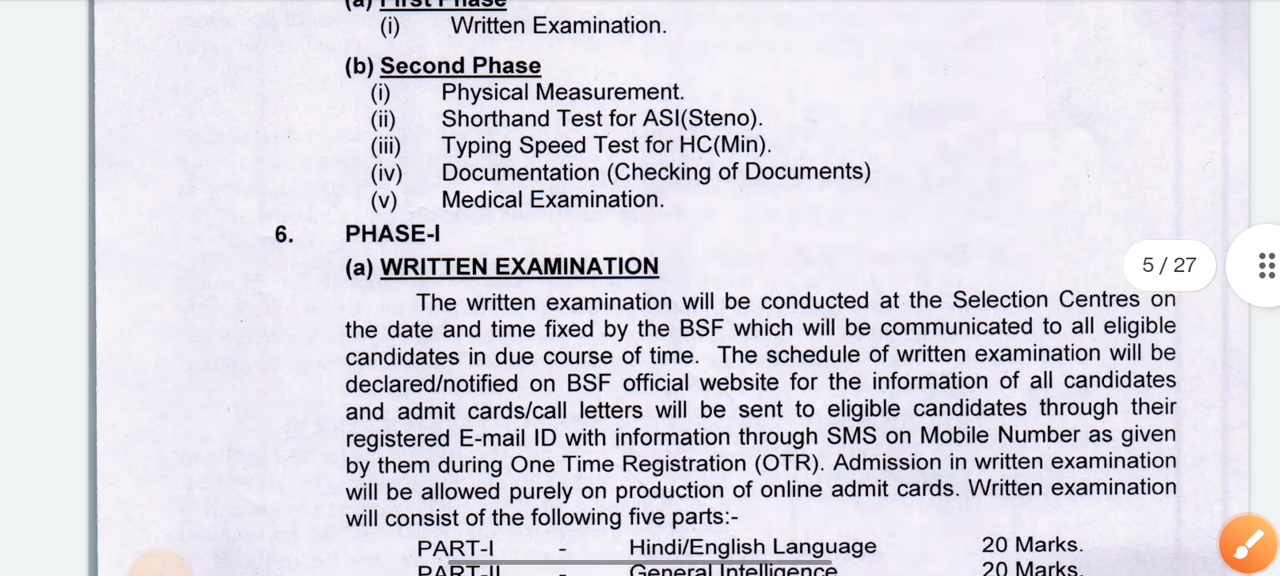 (a) First Phase
(i) Written Examination.
(b) Second Phase
(i) Physical Measurement.
(ii) Shorthand Test for ASI(Steno).
(iii) Typing Speed Test for HC(Min).
(iv) Documentation (Checking of Documents)
(v) Medical Examination.
6. PHASE-I
(a) WRITTEN EXAMINATION
The written examination will be conducted at the Selection Centres on
the date and time fixed by the BSF which will be communicated to all eligible
candidates in due course of time. The schedule of written examination will be
declared/notified on BSF official website for the information of all candidates
and admit cards/call letters will be sent to eligible candidates through their
registered E-mail ID with information through SMS on Mobile Number as given
by them during One Time Registration (OTR). Admission in written examination
will be allowed purely on production of online admit cards. Written examination
will consist of the following five parts:-
PART-I - Hindi/English Language 20 Marks.
PART-II - General Intelligence 20 Marks.
5 / 27